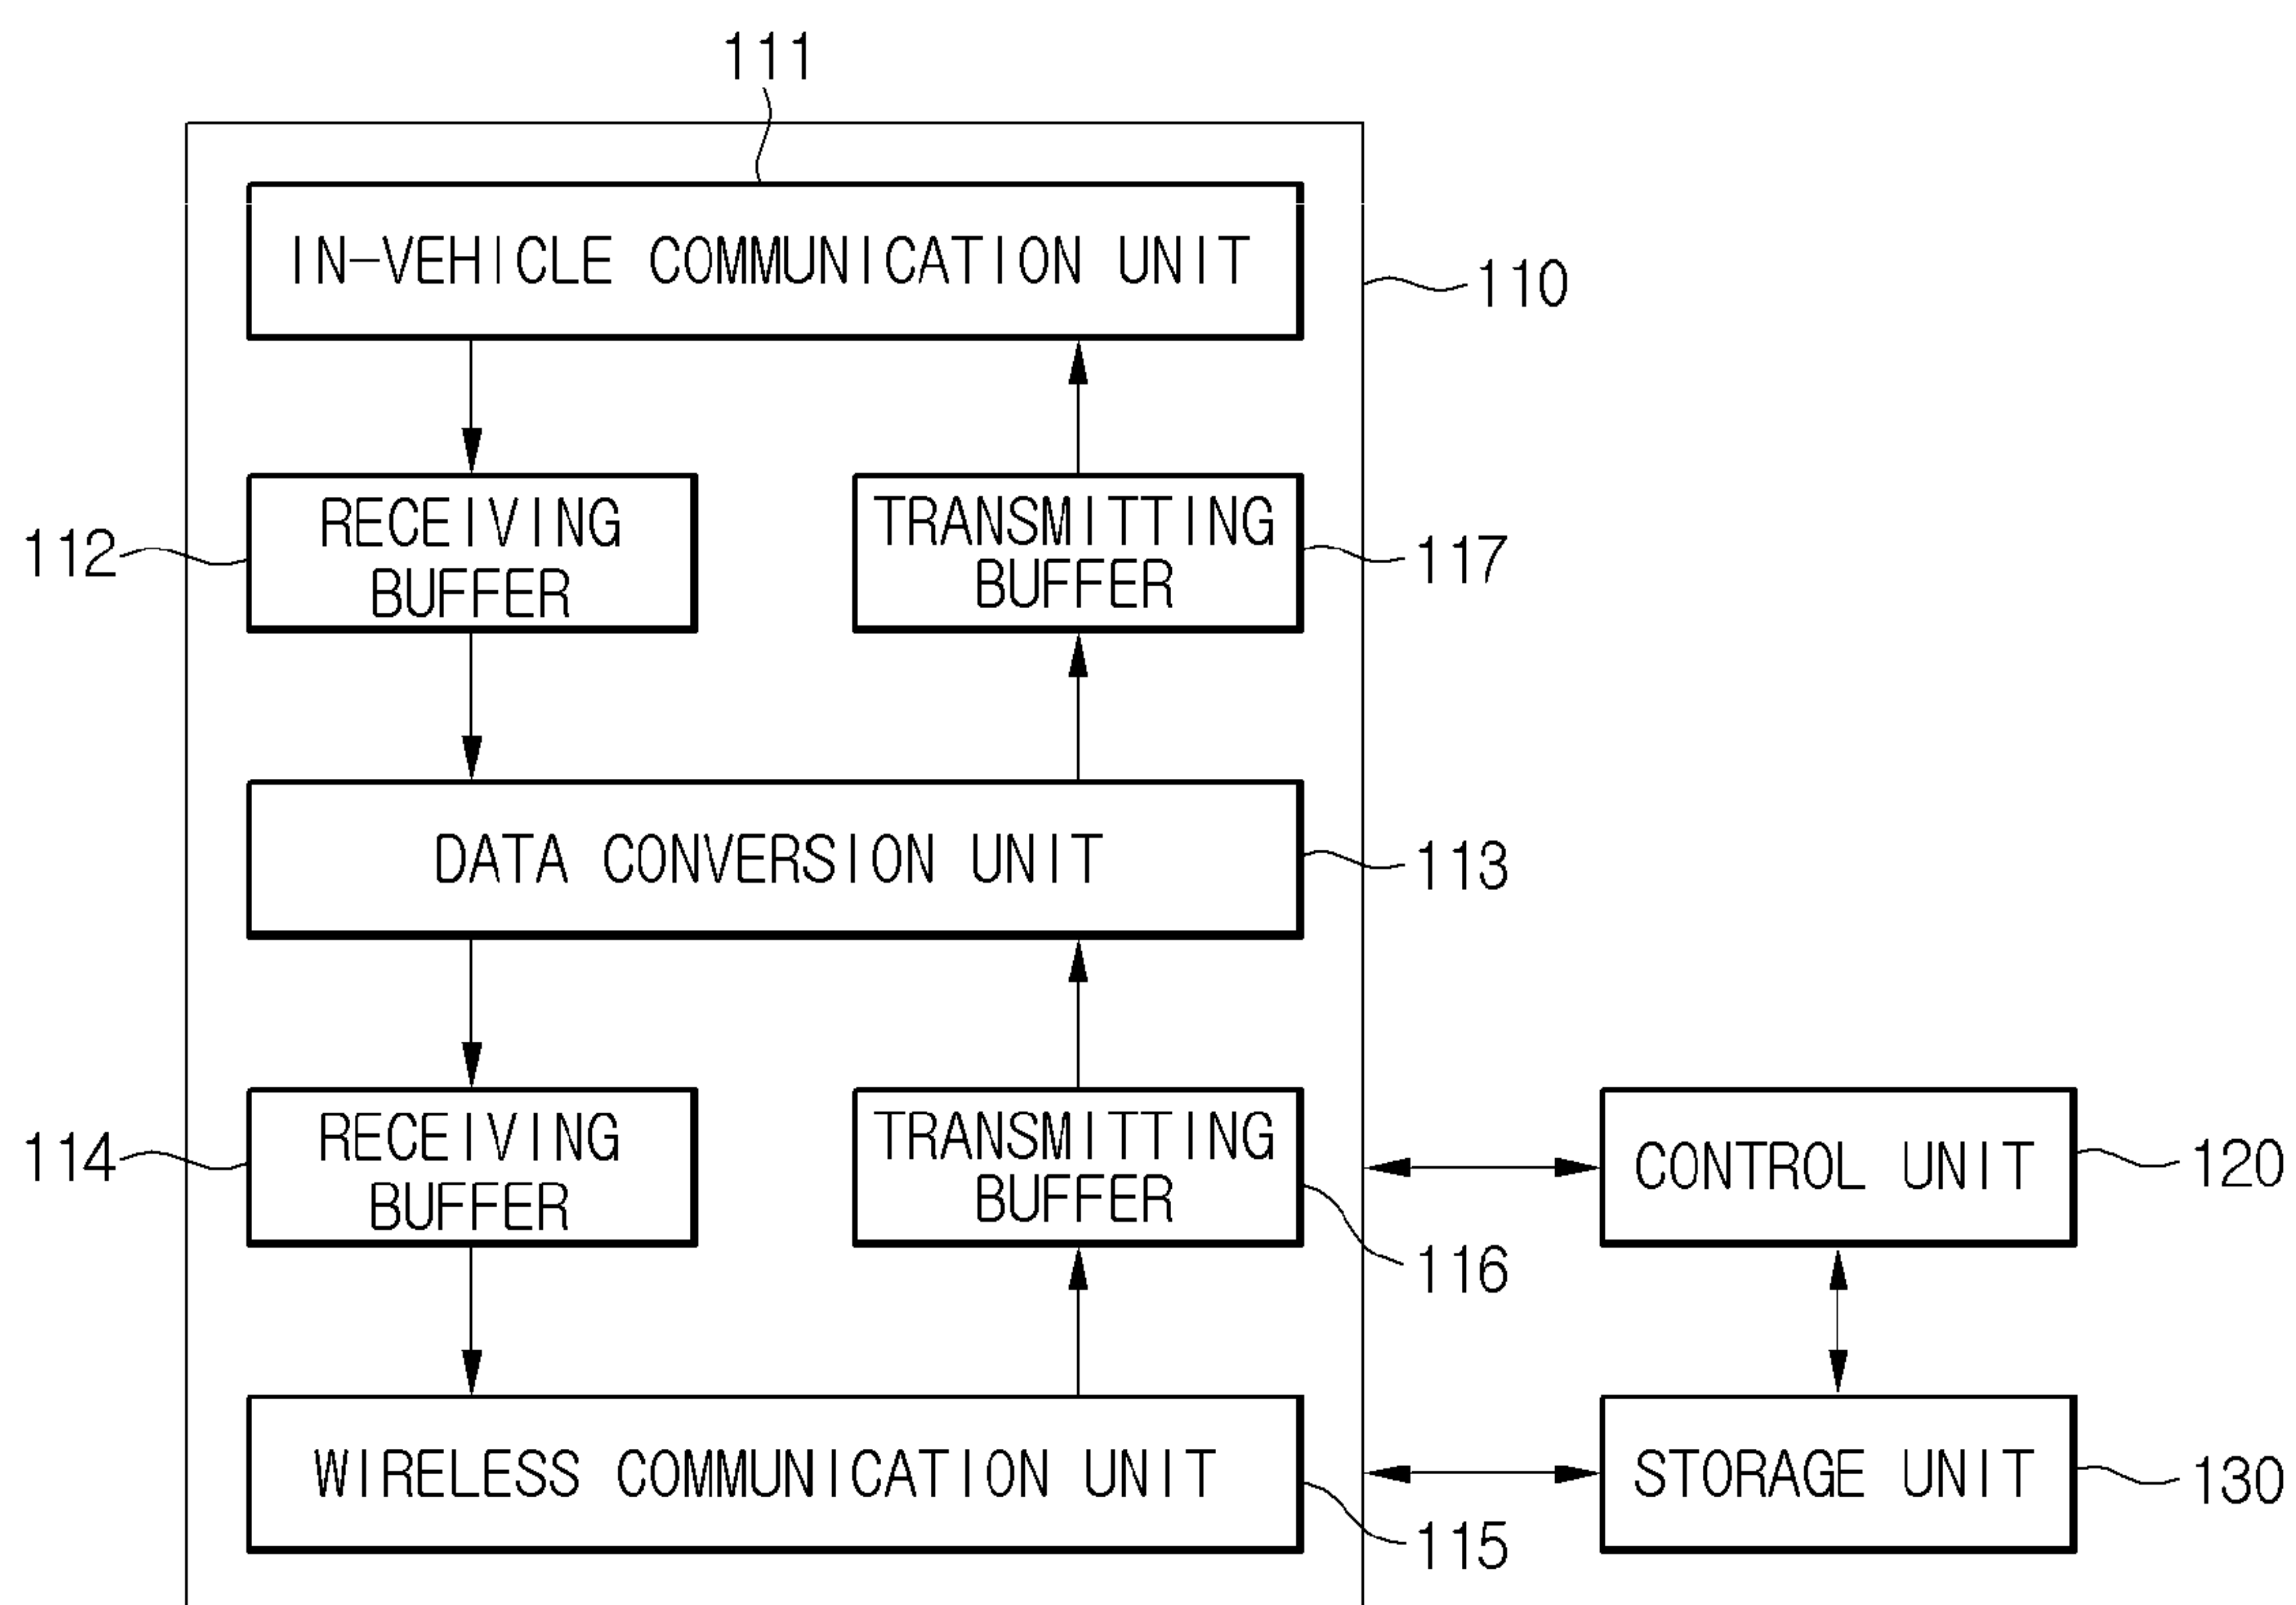 111
IN-VEHICLE COMMUNICATION UNIT
110
RECEIVING
BUFFER
112
TRANSMITTING
BUFFER
117
DATA CONVERSION UNIT
113
RECEIVING
BUFFER
114
TRANSMITTING
BUFFER
116
CONTROL UNIT
120
WIRELESS COMMUNICATION UNIT
115
STORAGE UNIT
130